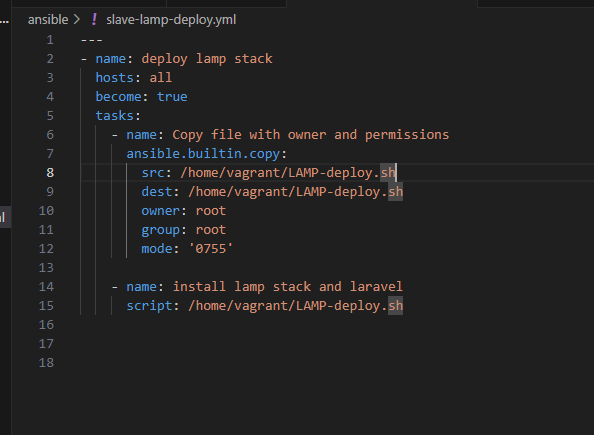 ... ansible > ! slave-lamp-deploy.yml
1 ---
2 - name: deploy lamp stack
3 hosts: all
4 become: true
5 tasks:
6 - name: Copy file with owner and permissions
7 ansible.builtin.copy:
8 src: /home/vagrant/LAMP-deploy.sh
9 dest: /home/vagrant/LAMP-deploy.sh
10 owner: root
11 group: root
12 mode: '0755'
13
14 - name: install lamp stack and laravel
15 script: /home/vagrant/LAMP-deploy.sh
16
17
18